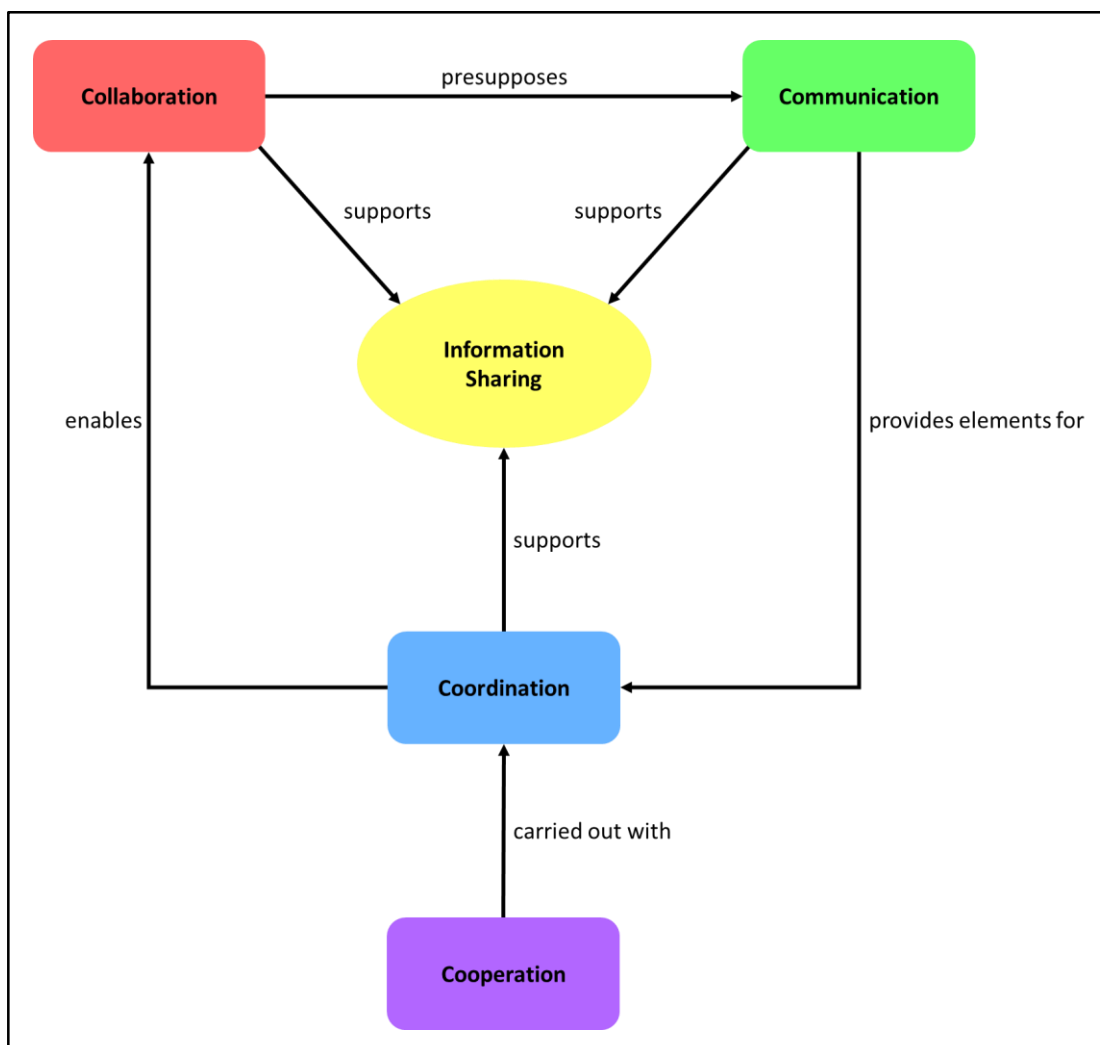 presupposes
Collaboration
Communication
supports
supports
Information
Sharing
enables
provides elements for
supports
Coordination
carried out with
Cooperation